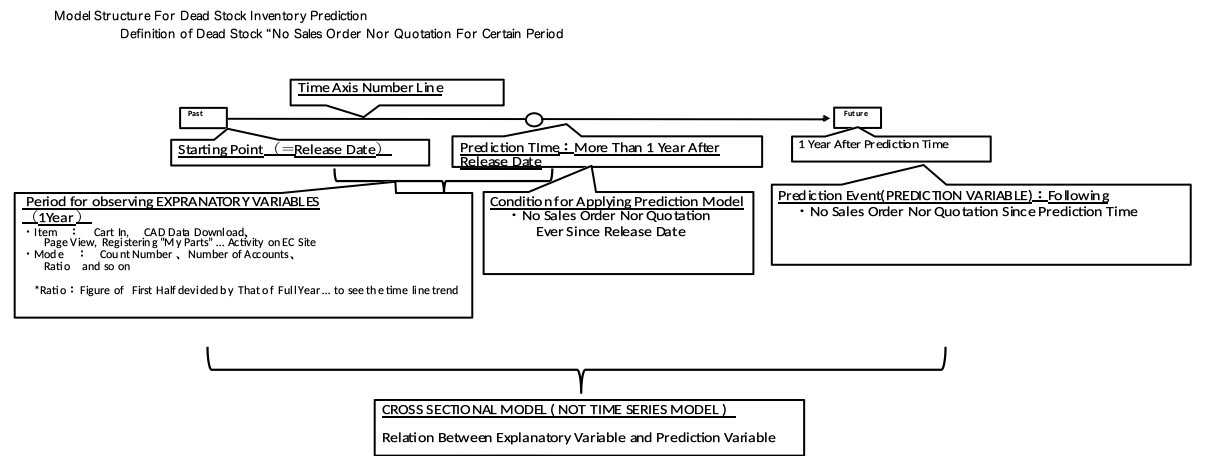 Model Structure For Dead Stock Inventory Prediction
Definition of Dead Stock “No Sales Order Nor Quotation For Certain Period
Time Axis Number Line
Past
Future
Starting Point （＝Release Date）
Prediction TIme：More Than 1 Year After
Release Date
1 Year After Prediction Time
Period for observing EXPRANATORY VARIABLES
（1Year）
・Item ： Cart In, CAD Data Download、
Page View, Registering “My Parts” … Activity on EC Site
・Mode ： Count Number 、Number of Accounts、
Ratio and so on
*Ratio：Figure of First Half devided by That of Full Year … to see the time line trend
Condition for Applying Prediction Model
・No Sales Order Nor Quotation
Ever Since Release Date
Prediction Event(PREDICTION VARIABLE)：Following
・No Sales Order Nor Quotation Since Prediction Time
CROSS SECTIONAL MODEL ( NOT TIME SERIES MODEL )
Relation Between Explanatory Variable and Prediction Variable